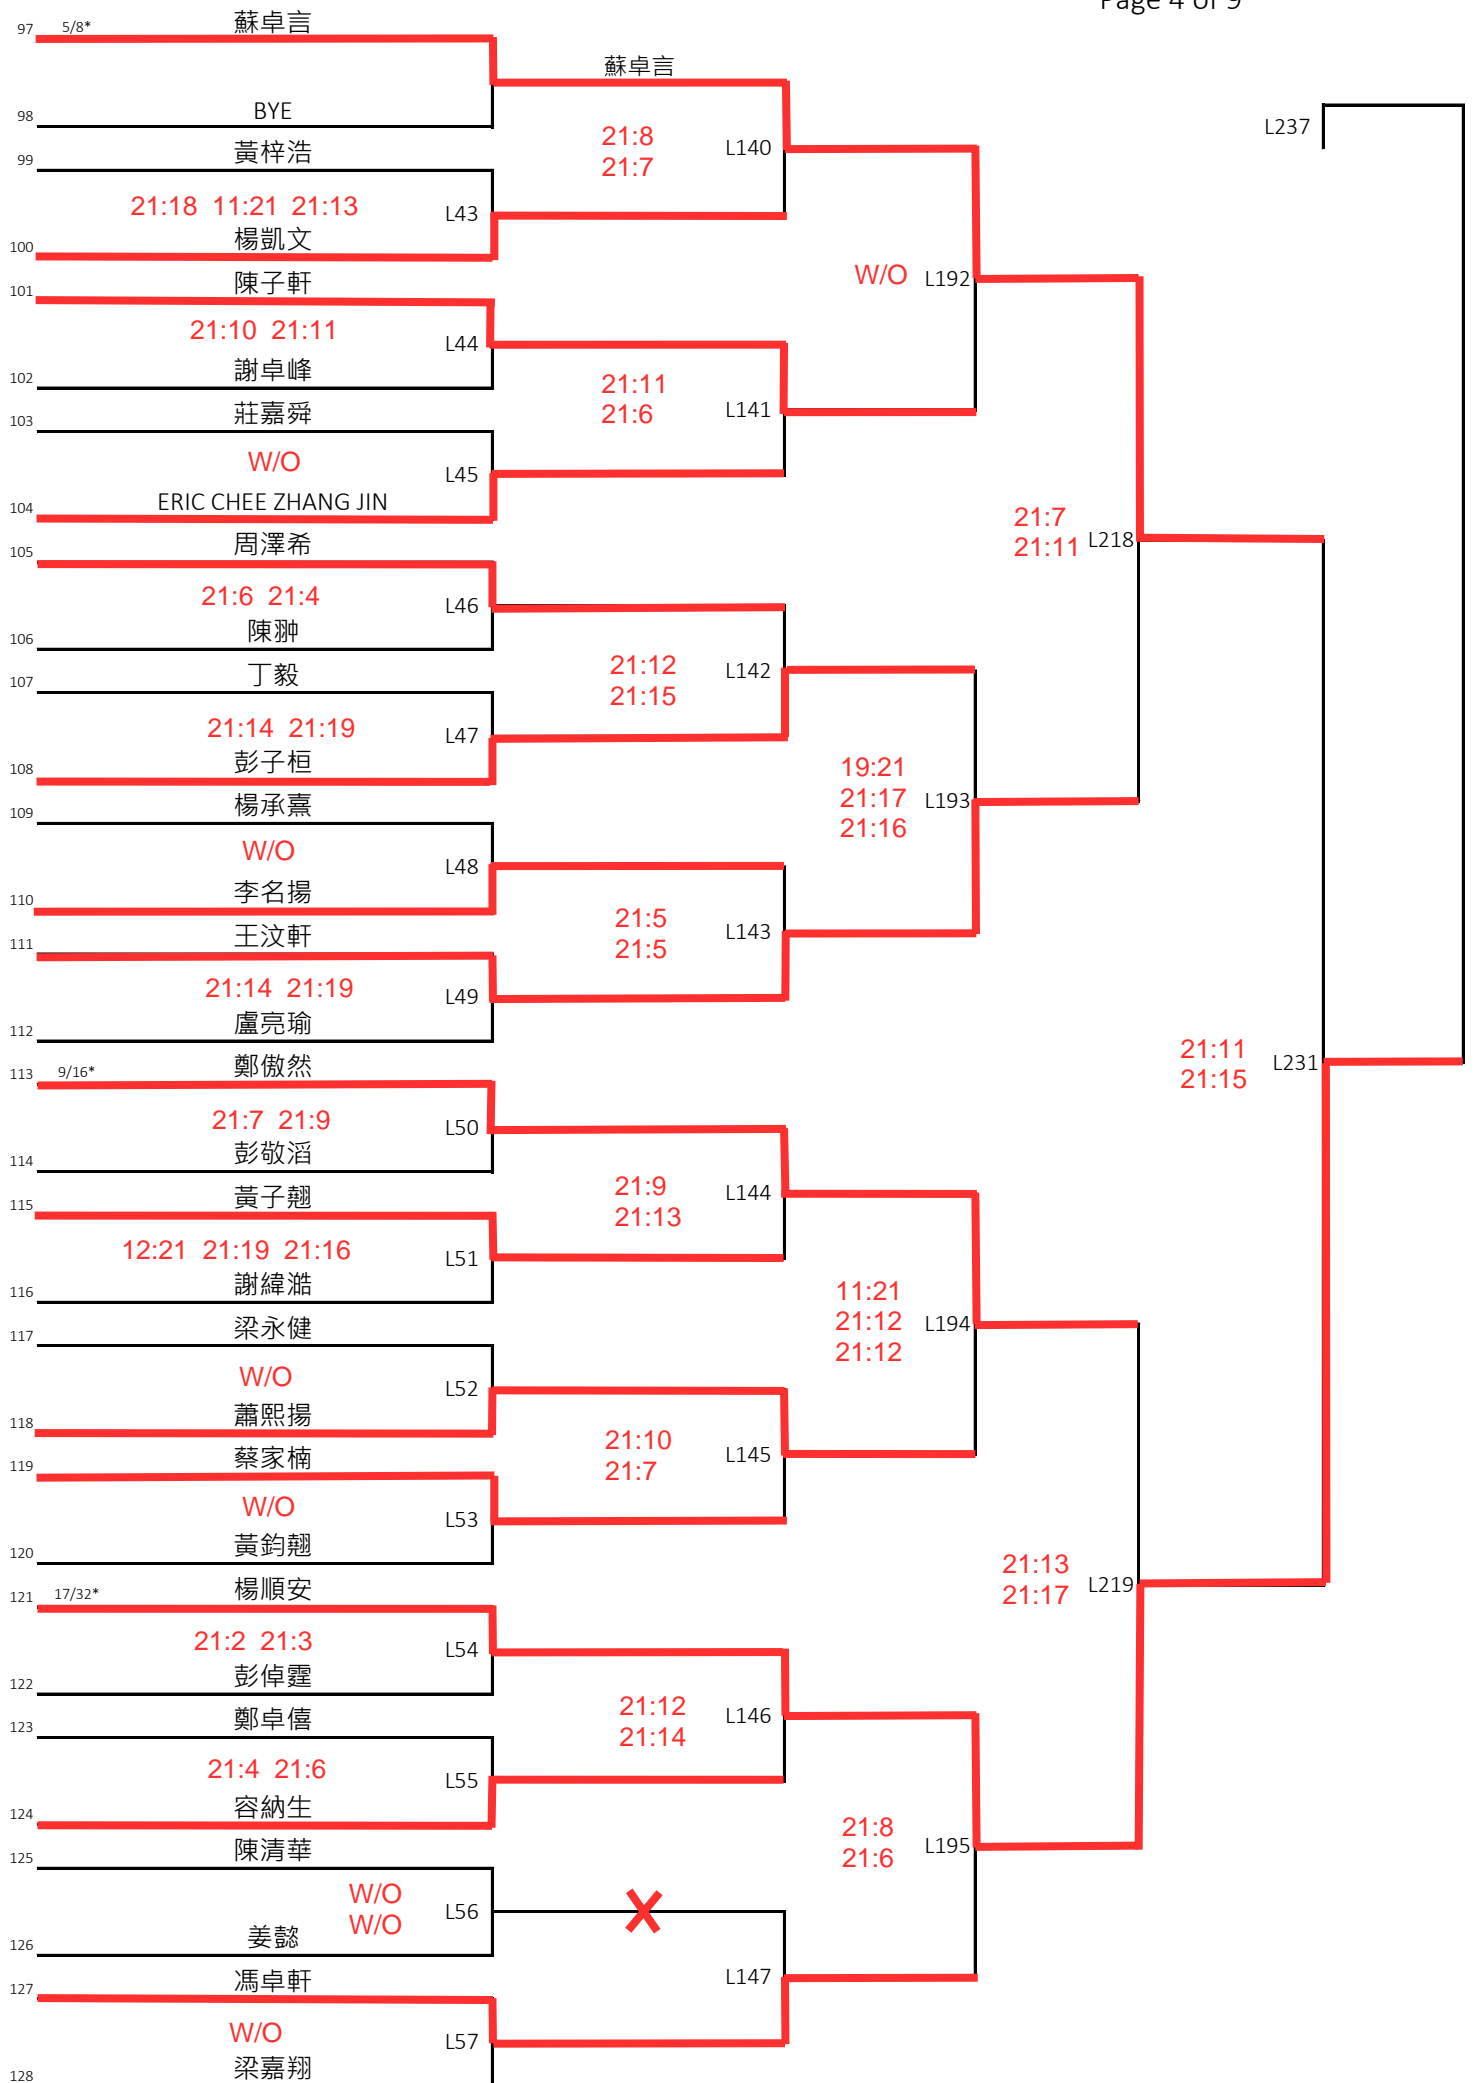 Page 4 of 9
97 5/8* 蘇卓言
蘇卓言
98 BYE
L237
99 黃梓浩
21:8
21:7
L140
21:18 11:21 21:13 L43
100 楊凱文
101 陳子軒
W/O L192
21:10 21:11 L44
102 謝卓峰
21:11
21:6
L141
103 莊嘉舜
W/O L45
104 ERIC CHEE ZHANG JIN
21:7
21:11 L218
105 周澤希
21:6 21:4 L46
106 陳翀
21:12
21:15
L142
107 丁毅
21:14 21:19 L47
108 彭子桓
19:21
21:17
21:16
L193
109 楊承熹
W/O L48
110 李名揚
21:5
21:5
L143
111 王汶軒
21:14 21:19 L49
112 盧亮瑜
21:11
21:15
L231
113 9/16* 鄭傲然
21:7 21:9 L50
114 彭敬滔
21:9
21:13
L144
115 黃子翹
12:21 21:19 21:16 L51
116 謝緯澔
11:21
21:12
21:12
L194
117 梁永健
W/O L52
118 蕭熙揚
21:10
21:7
L145
119 蔡家楠
W/O L53
120 黃鈞翹
21:13
21:17
L219
121 17/32* 楊順安
21:2 21:3 L54
122 彭倬霆
21:12
21:14
L146
123 鄭卓僖
21:4 21:6 L55
124 容納生
21:8
21:6
L195
125 陳清華
W/O
W/O
L56
126 姜懿
127 馮卓軒
L147
W/O L57
128 梁嘉翔